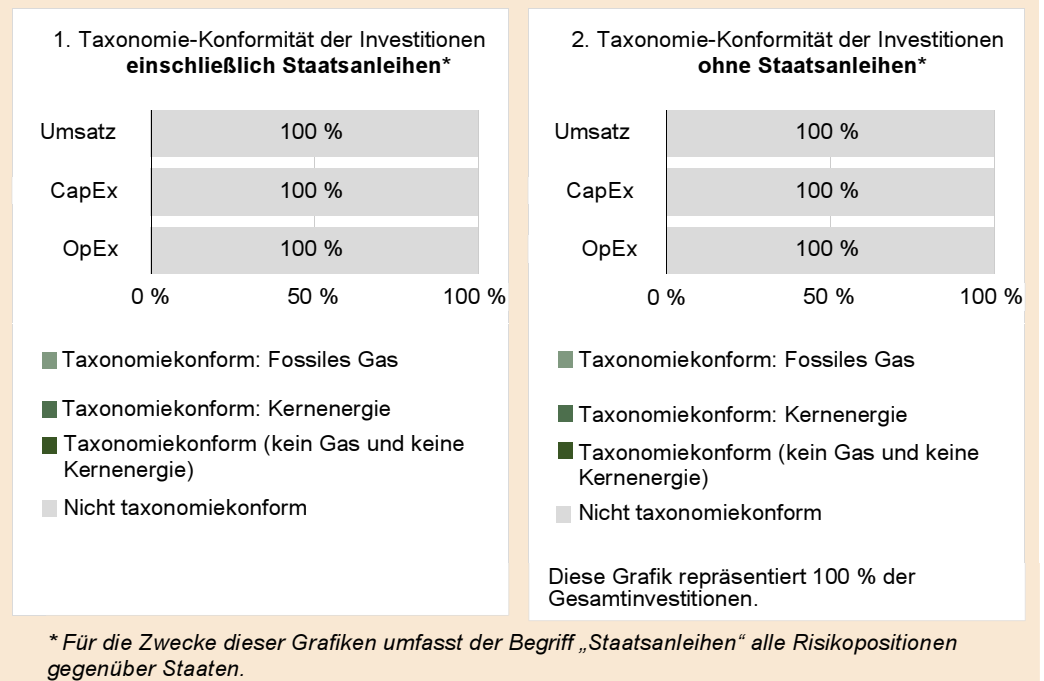 1. Taxonomie-Konformität der Investitionen
einschließlich Staatsanleihen*
Umsatz
100 %
CapEx
100 %
OpEx
100 %
0 %
50 %
100 %
Taxonomiekonform: Fossiles Gas
Taxonomiekonform: Kernenergie
Taxonomiekonform (kein Gas und keine
Kernenergie)
Nicht taxonomiekonform
2. Taxonomie-Konformität der Investitionen
ohne Staatsanleihen*
Umsatz
100 %
CapEx
100 %
OpEx
100 %
0 %
50 %
100 %
Taxonomiekonform: Fossiles Gas
Taxonomiekonform: Kernenergie
Taxonomiekonform (kein Gas und keine
Kernenergie)
Nicht taxonomiekonform
Diese Grafik repräsentiert 100 % der
Gesamtinvestitionen.
* Für die Zwecke dieser Grafiken umfasst der Begriff „Staatsanleihen“ alle Risikopositionen
gegenüber Staaten.